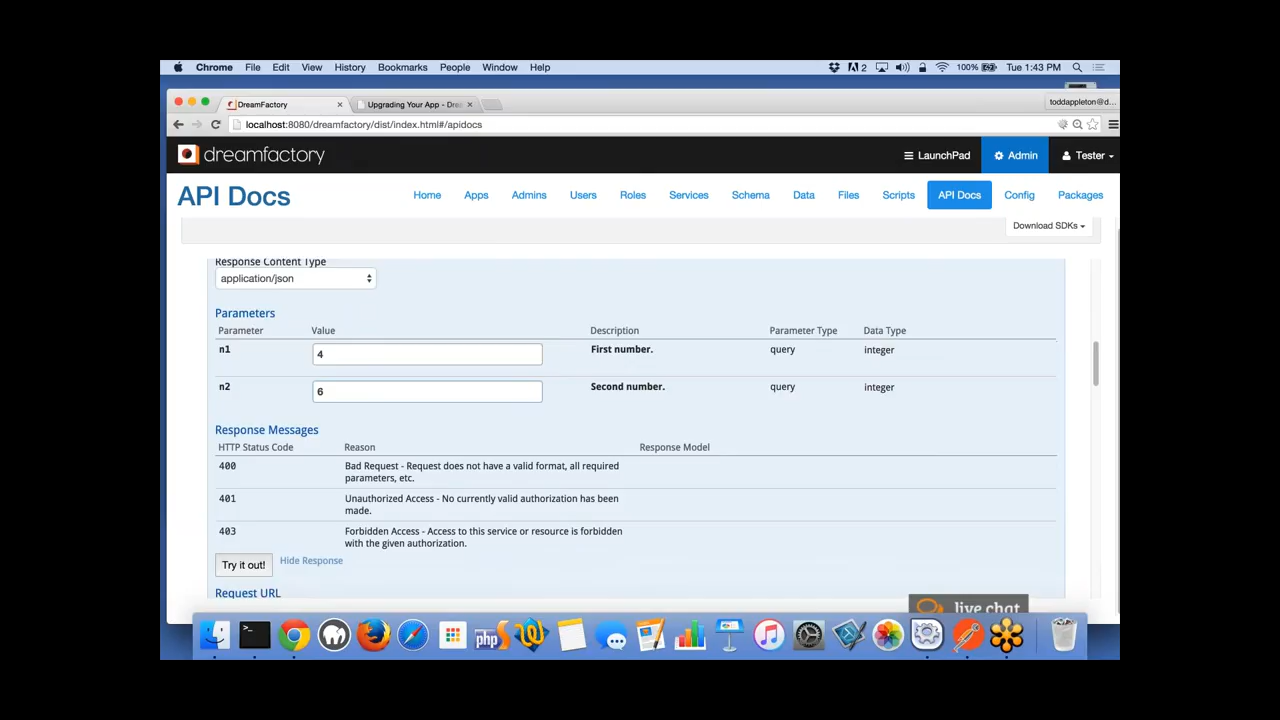 Chrome File Edit View History Bookmarks People Window Help 2 100% Tue 1:43 PM
DreamFactory Upgrading Your App - Dre toddappleton@d...
localhost:8080/dreamfactory/dist/index.html#/apidocs
dreamfactory LaunchPad Admin Tester
API Docs Home Apps Admins Users Roles Services Schema Data Files Scripts API Docs Config Packages
Download SDKs
Response Content Type
application/json
Parameters
Parameter Value Description Parameter Type Data Type
n1 4 First number. query integer
n2 6 Second number. query integer
Response Messages
HTTP Status Code Reason Response Model
400 Bad Request - Request does not have a valid format, all required
parameters, etc.
401 Unauthorized Access - No currently valid authorization has been
made.
403 Forbidden Access - Access to this service or resource is forbidden
with the given authorization.
Try it out! Hide Response
Request URL
live chat
php